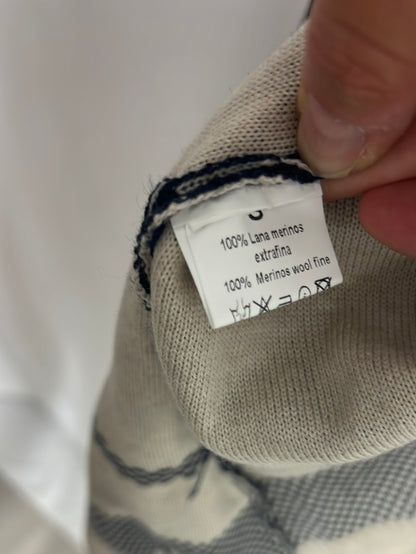 100% Lana merinos
extrafina
100% Merinos wool fine